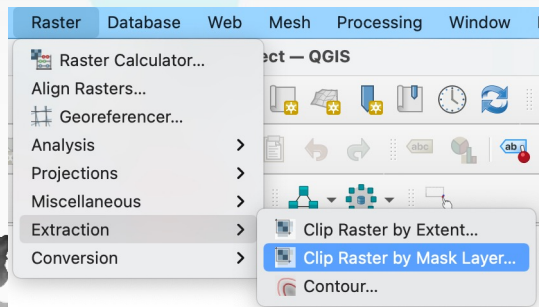 Raster Database Web Mesh Processing Window
ect — QGIS
Raster Calculator...
Align Rasters...
Georeferencer...
Analysis
Projections
Miscellaneous
Extraction
Conversion
abc
ab
Clip Raster by Extent...
Clip Raster by Mask Layer...
Contour...